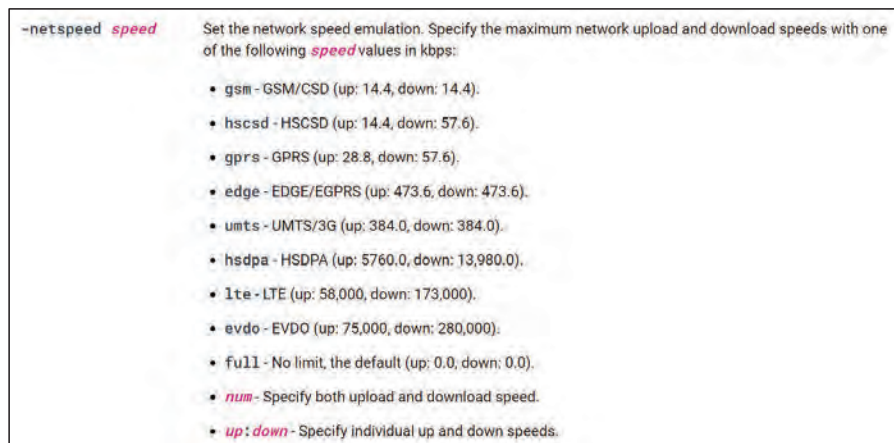 -netspeed speed Set the network speed emulation. Specify the maximum network upload and download speeds with one
of the following speed values in kbps:
• gsm - GSM/CSD (up: 14.4, down: 14.4).
• hscsd - HSCSD (up: 14.4, down: 57.6).
• gprs - GPRS (up: 28.8, down: 57.6).
• edge - EDGE/EGPRS (up: 473.6, down: 473.6).
• umts - UMTS/3G (up: 384.0, down: 384.0).
• hsdpa - HSDPA (up: 5760.0, down: 13,980.0).
• lte - LTE (up: 58,000, down: 173,000).
• evdo - EVDO (up: 75,000, down: 280,000).
• full - No limit, the default (up: 0.0, down: 0.0).
• num - Specify both upload and download speed.
• up:down - Specify individual up and down speeds.